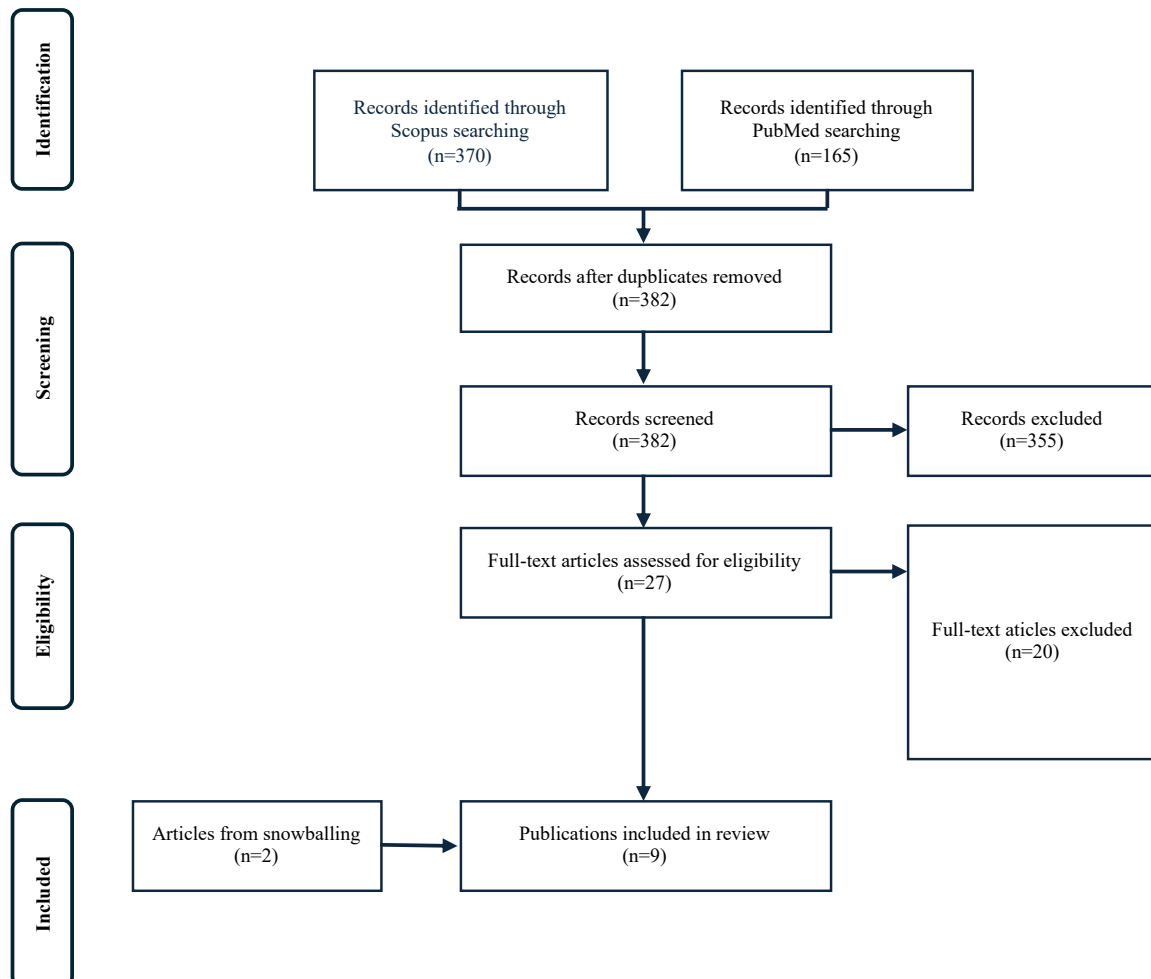 Identification
Records identified through
Scopus searching
(n=370)
Records identified through
PubMed searching
(n=165)
Screening
Records after dupblicates removed
(n=382)
Records screened
(n=382)
Records excluded
(n=355)
Eligibility
Full-text articles assessed for eligibility
(n=27)
Full-text aticles excluded
(n=20)
Included
Articles from snowballing
(n=2)
Publications included in review
(n=9)